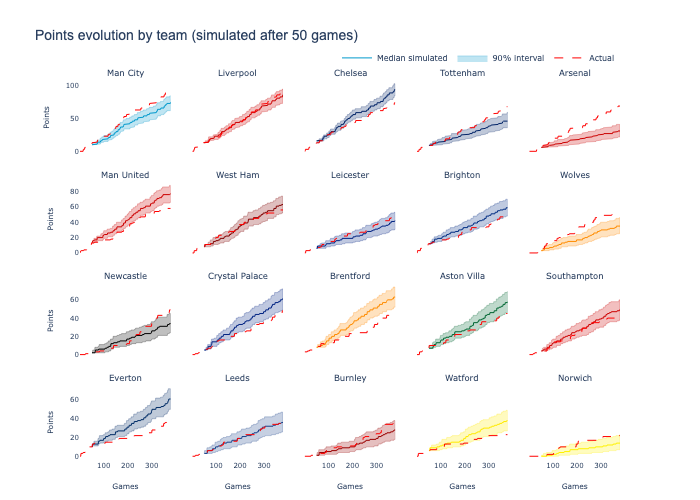 Points evolution by team (simulated after 50 games)
Median simulated 90% interval Actual
Man City Liverpool Chelsea Tottenham Arsenal
100
50
0
Points
Man United West Ham Leicester Brighton Wolves
80
60
40
20
0
Points
Newcastle Crystal Palace Brentford Aston Villa Southampton
60
40
20
0
Points
Everton Leeds Burnley Watford Norwich
60
40
20
0
Points
100 200 300 100 200 300 100 200 300 100 200 300 100 200 300
Games Games Games Games Games